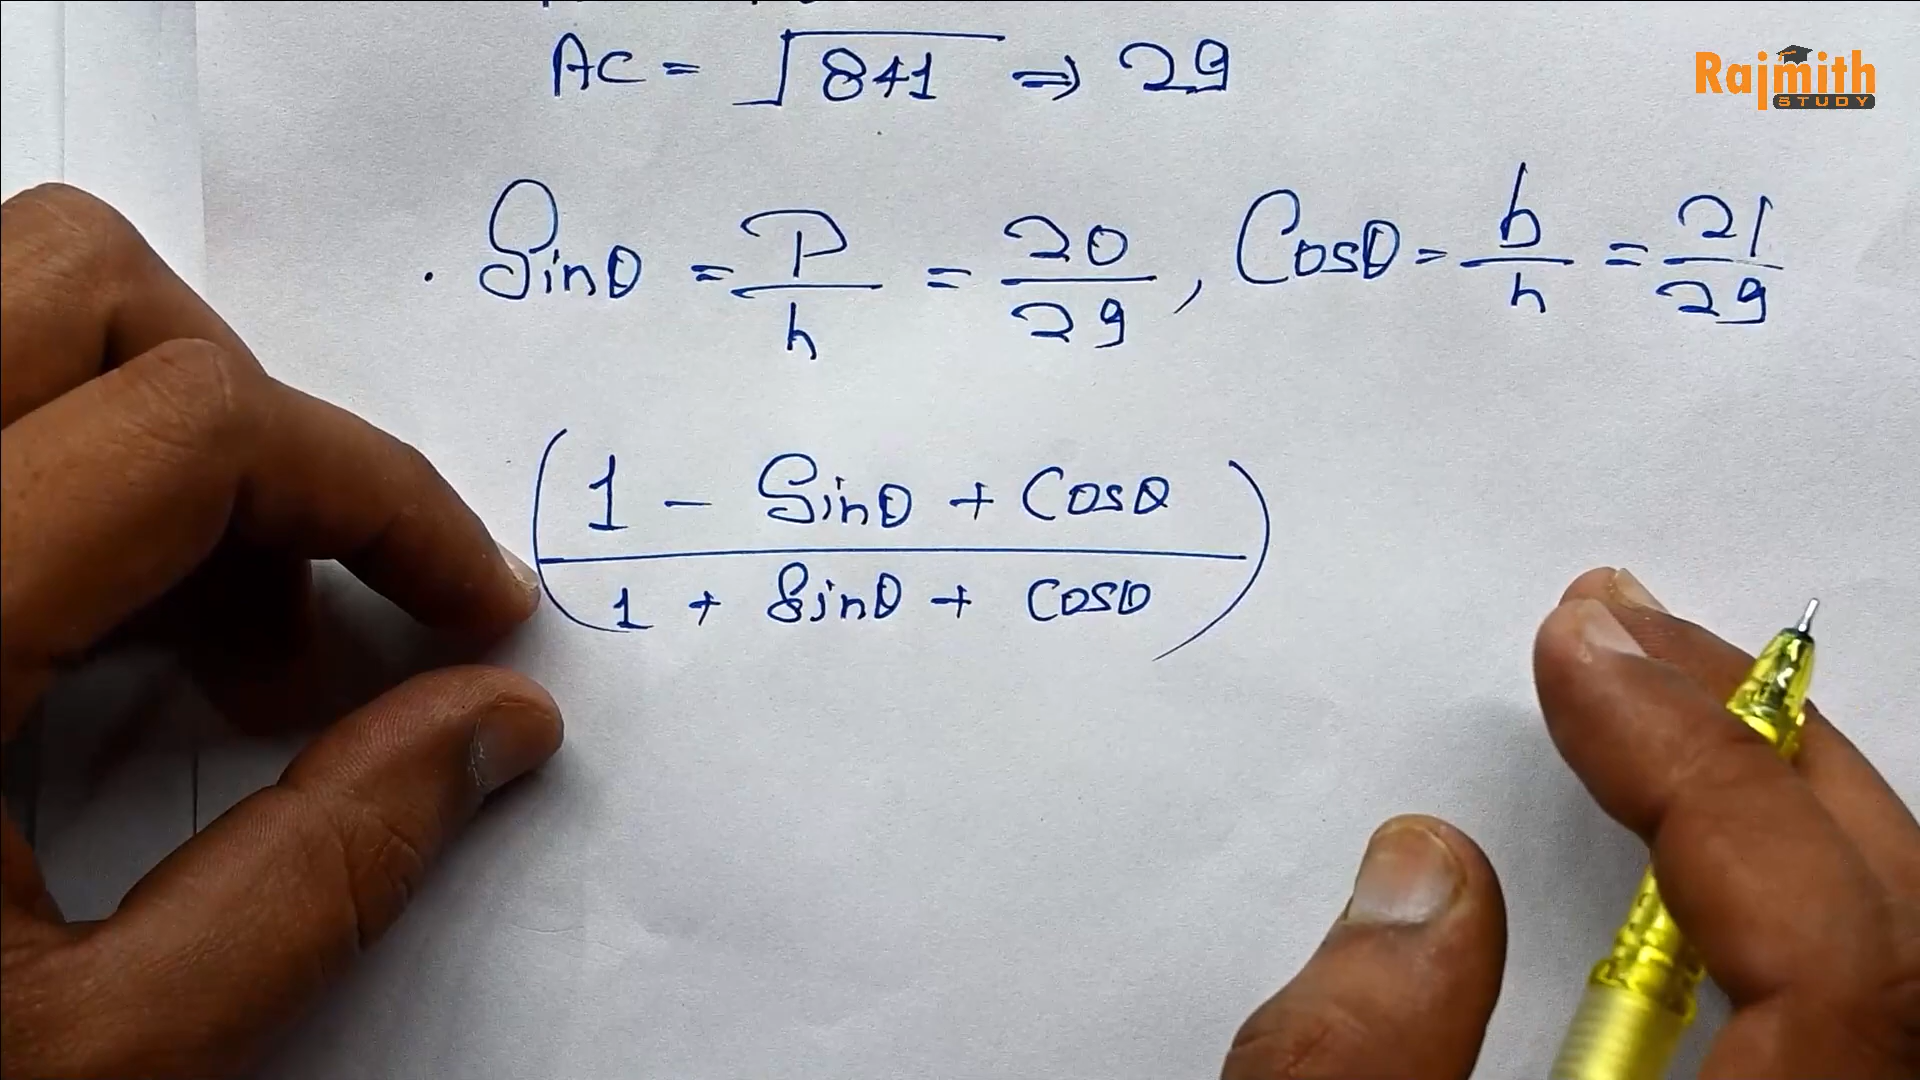 AC = √841 ⇒ 29
Rajmith
STUDY
. Sinθ = P/h = 20/29 , Cosθ = b/h = 21/29
(1 - Sinθ + Cosθ
1 + Sinθ + Cosθ)